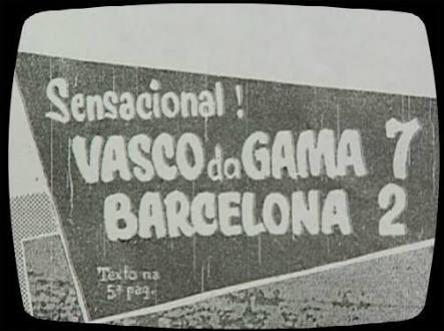 Sensacional!
VASCO da GAMA 7
BARCELONA 2
Texto na
5ª pag.